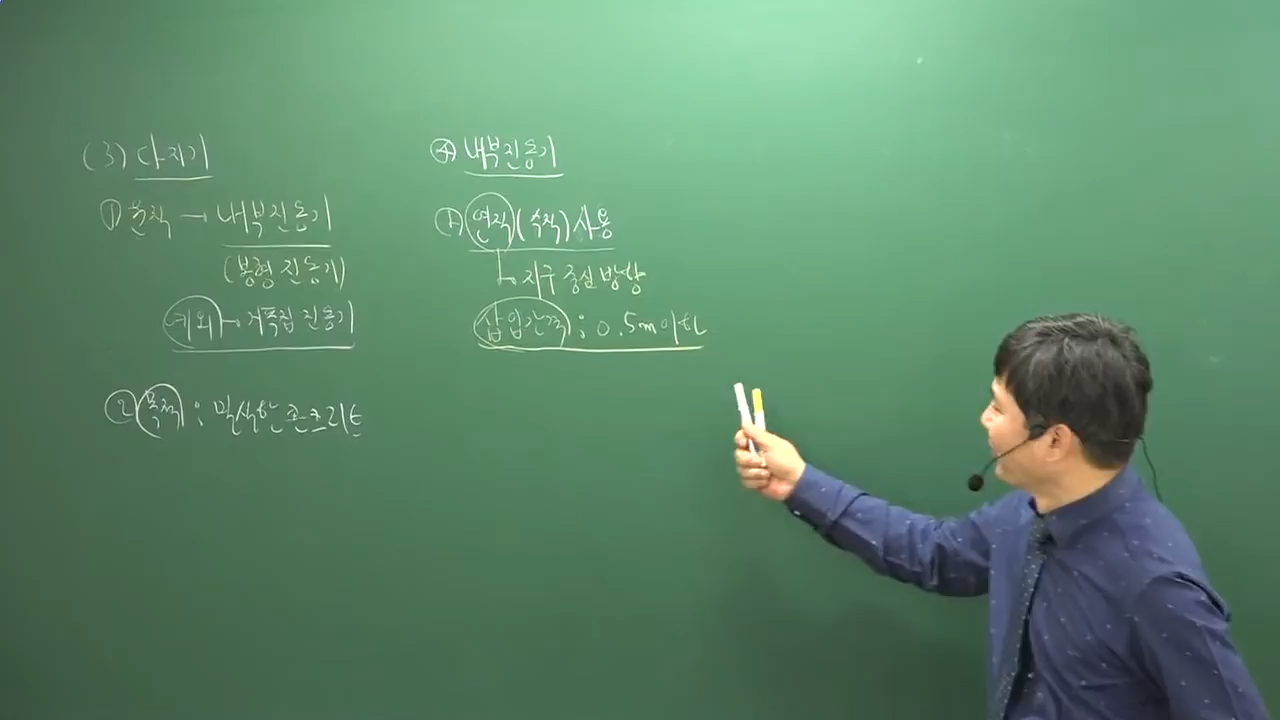 (3) 다지기
① 원칙 → 내부진동기
(봉형 진동기)
예외 → 거푸집 진동기
② 목적 : 밀실한 콘크리트
※ 내부진동기
① 연직(수직)사용
↳ 지구 중심 방향
삽입간격 : 0.5m이하